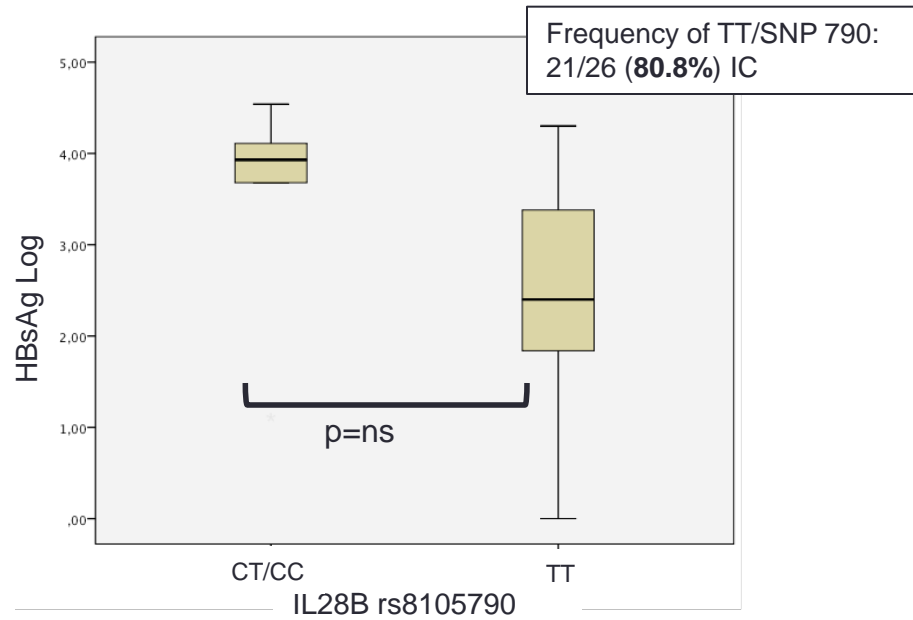 Frequency of TT/SNP 790:
21/26 (80.8%) IC
5,00
4,00
3,00
2,00
1,00
,00
HBsAg Log
p=ns
CT/CC
TT
IL28B rs8105790